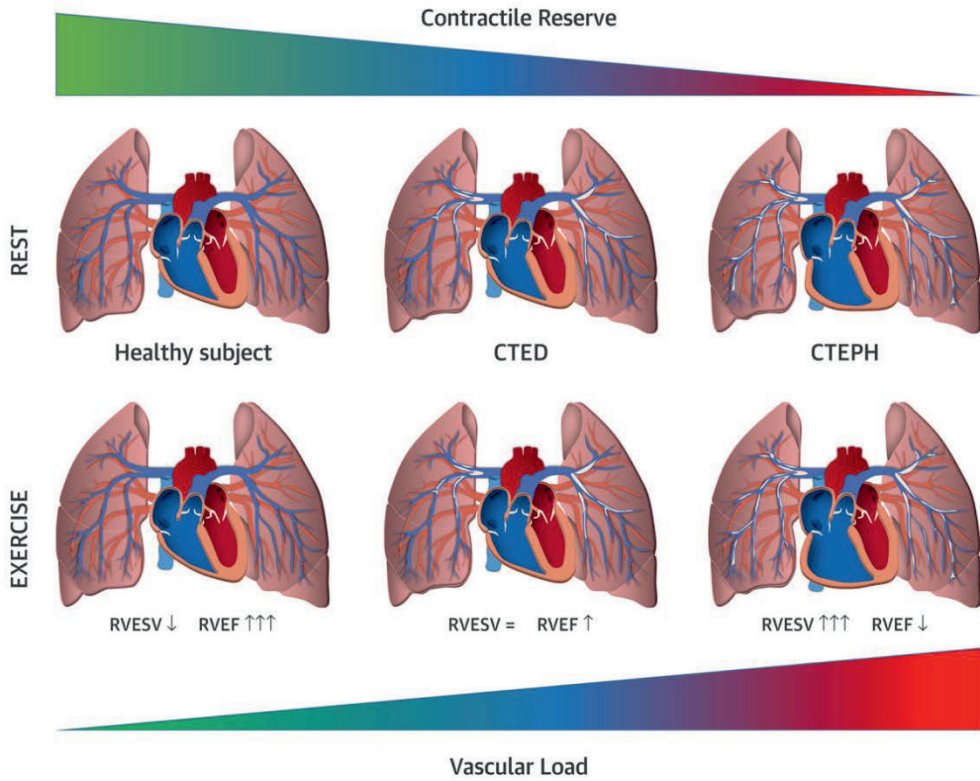 Contractile Reserve
REST
Healthy subject
CTED
CTEPH
EXERCISE
RVESV ↓ RVEF ↑↑↑
RVESV = RVEF ↑
RVESV ↑↑↑ RVEF ↓
Vascular Load